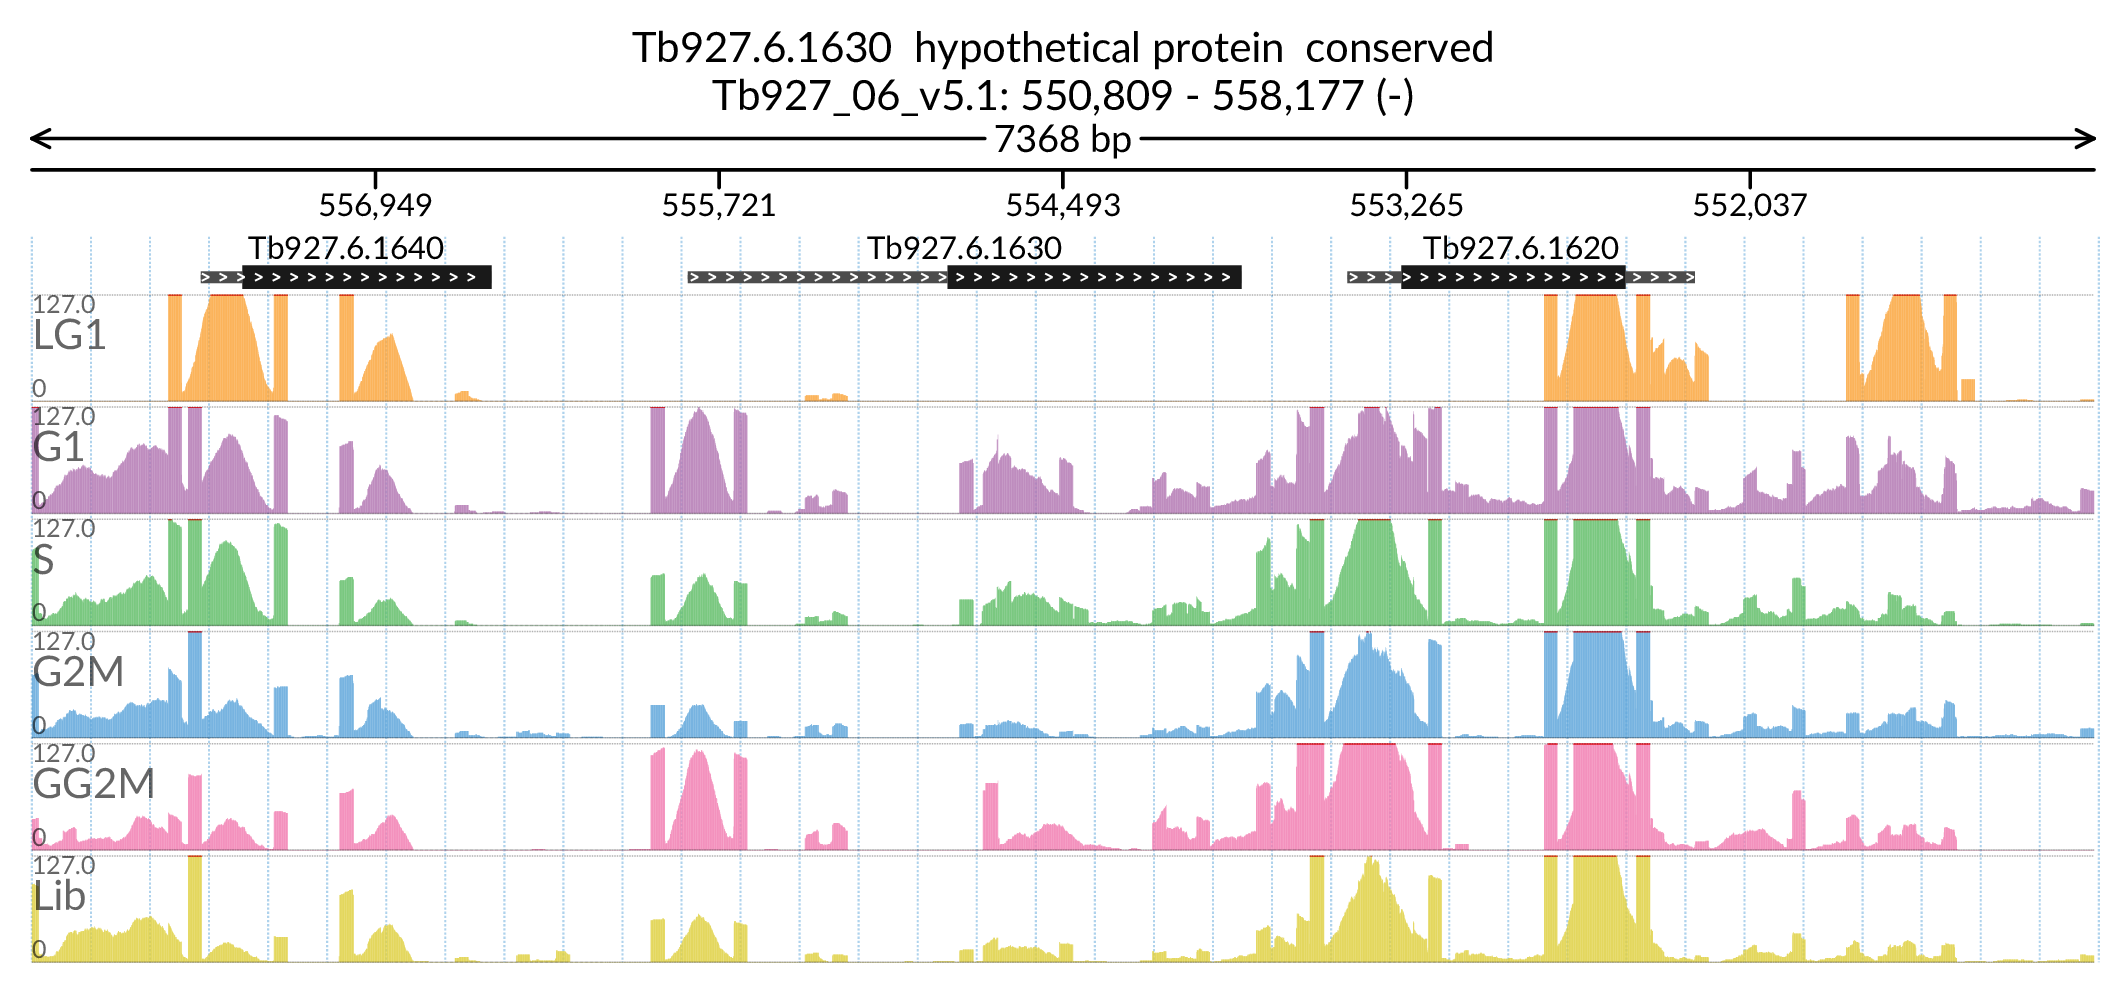 Tb927.6.1630 hypothetical protein conserved
Tb927_06_v5.1: 550,809 - 558,177 (-)
7368 bp
556,949 555,721 554,493 553,265 552,037
Tb927.6.1640 Tb927.6.1630 Tb927.6.1620
127.0
LG1
0
127.0
G1
0
127.0
S
0
127.0
G2M
0
127.0
GG2M
0
127.0
Lib
0